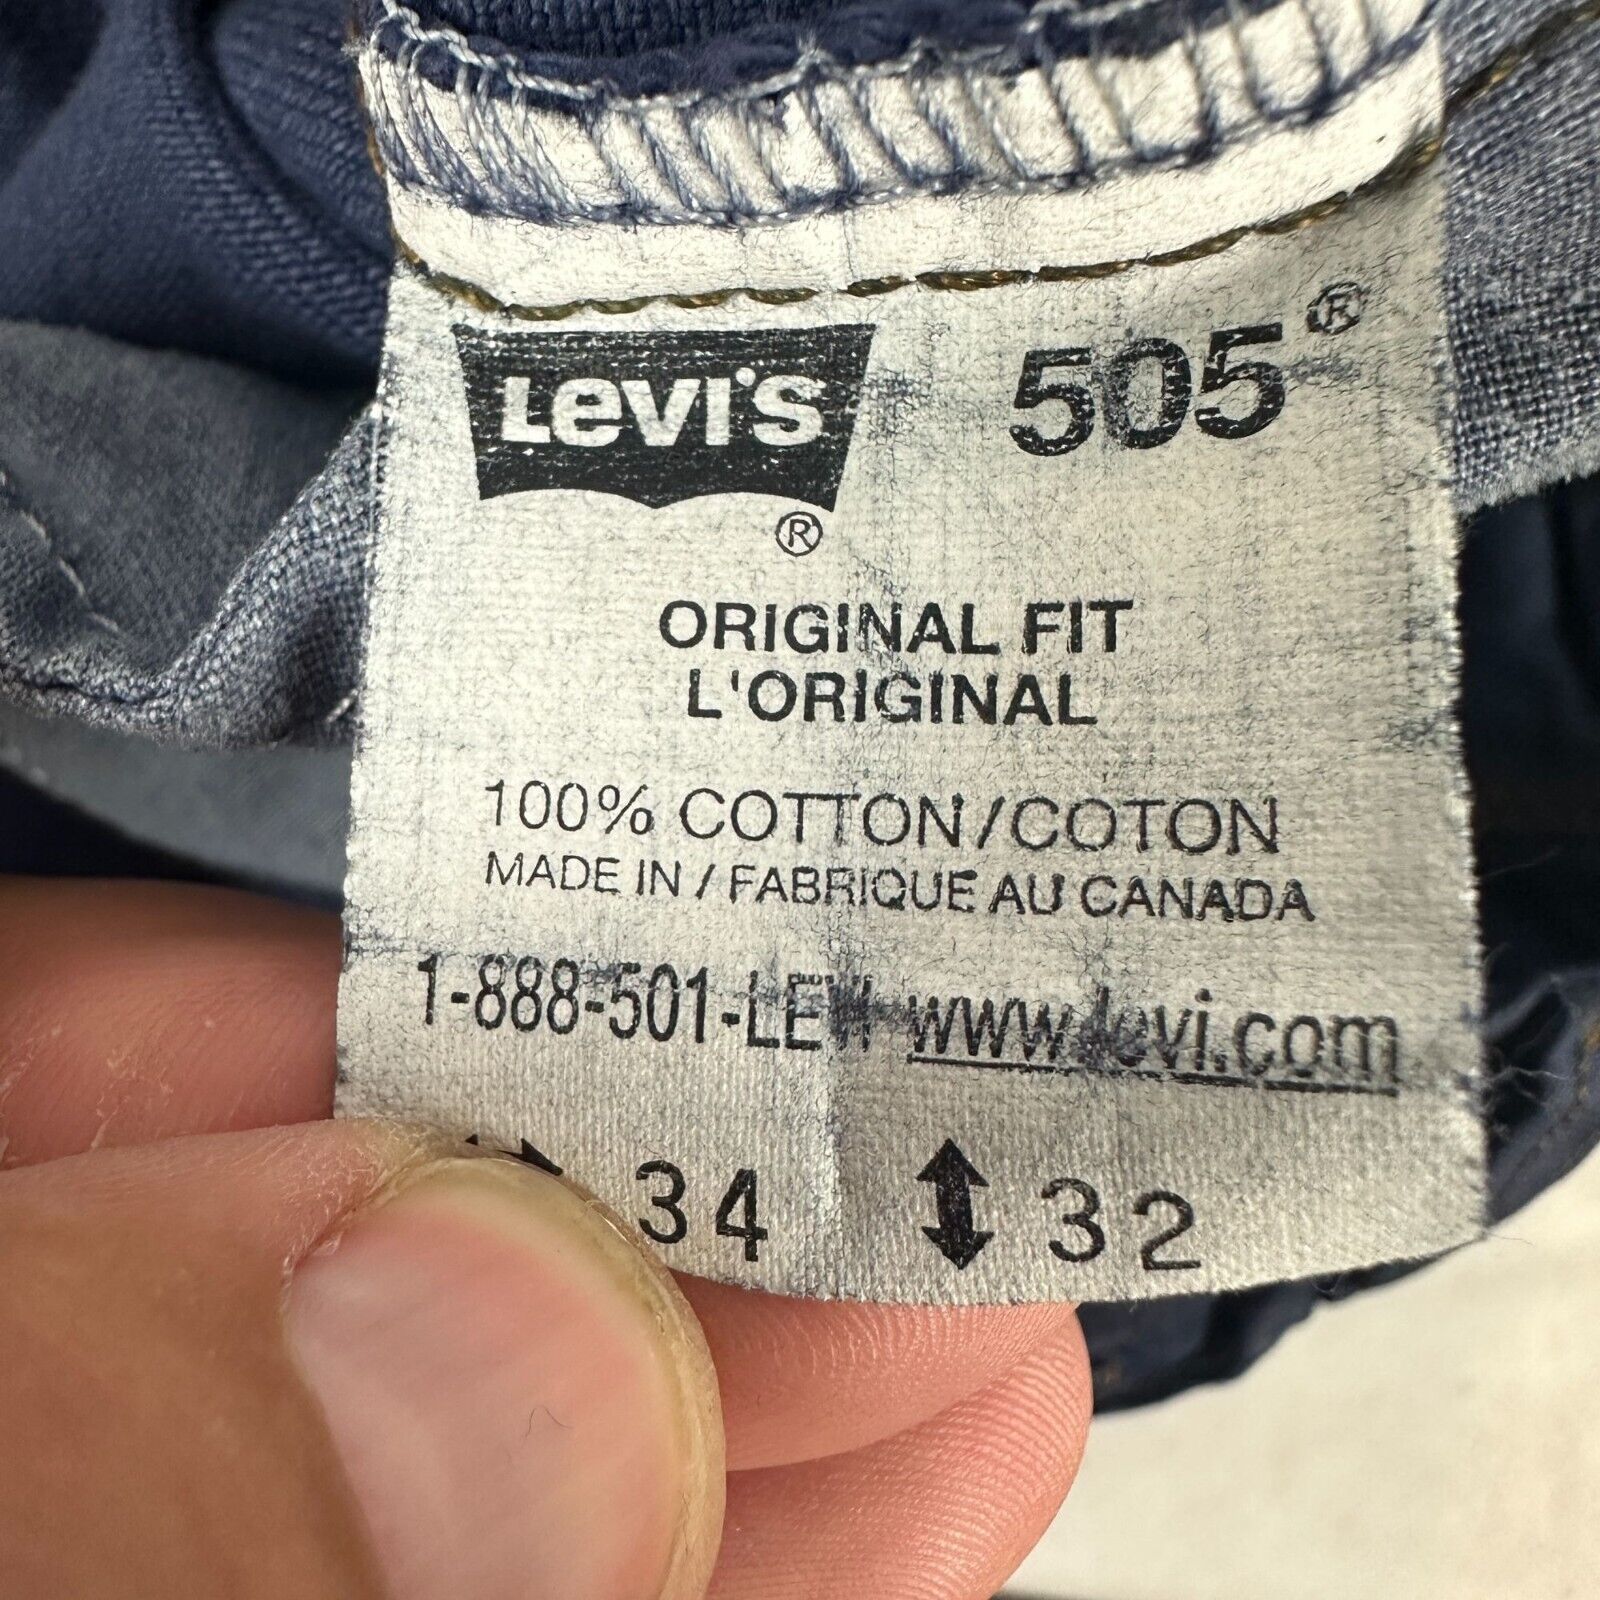 Levi's® 505®
ORIGINAL FIT
L'ORIGINAL
100% COTTON/COTON
MADE IN / FABRIQUE AU CANADA
1-888-501-LEVI www.levi.com
34 32